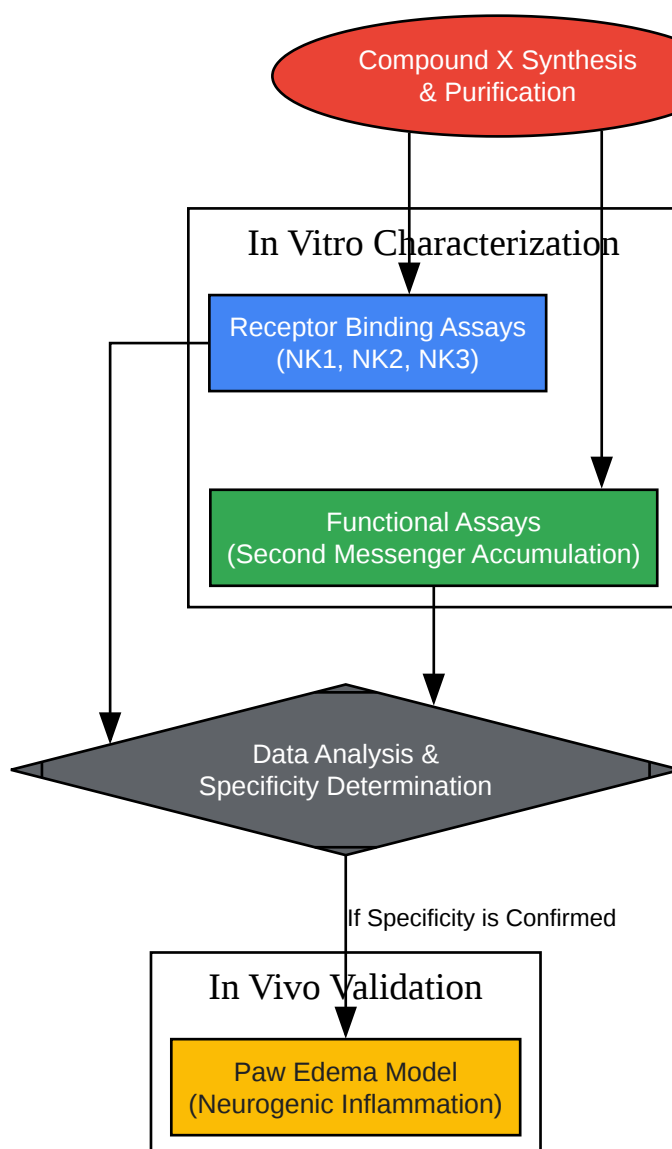 Compound X Synthesis
& Purification
In Vitro Characterization
Receptor Binding Assays
(NK1, NK2, NK3)
Functional Assays
(Second Messenger Accumulation)
Data Analysis &
Specificity Determination
If Specificity is Confirmed
In Vivo Validation
Paw Edema Model
(Neurogenic Inflammation)